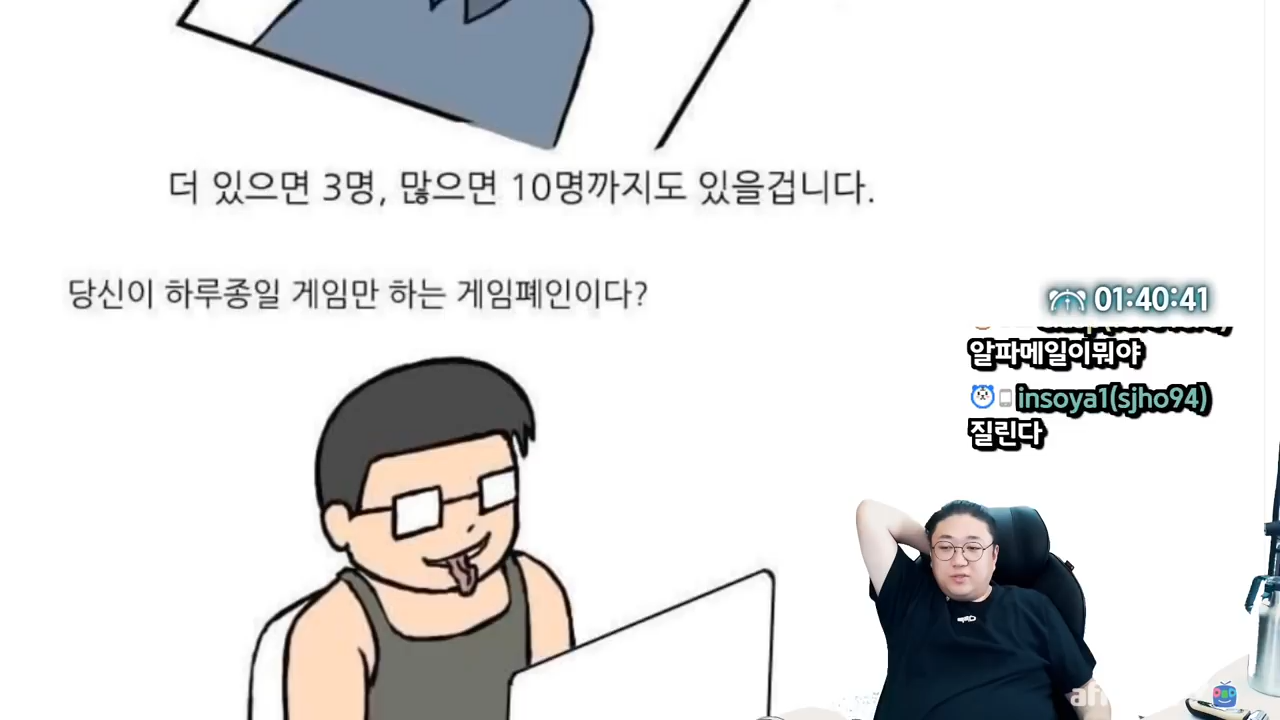 더 있으면 3명, 많으면 10명까지도 있을겁니다.
당신이 하루종일 게임만 하는 게임폐인이다?
01:40:41
알파메일이뭐야
insoya1(sjho94)
질린다